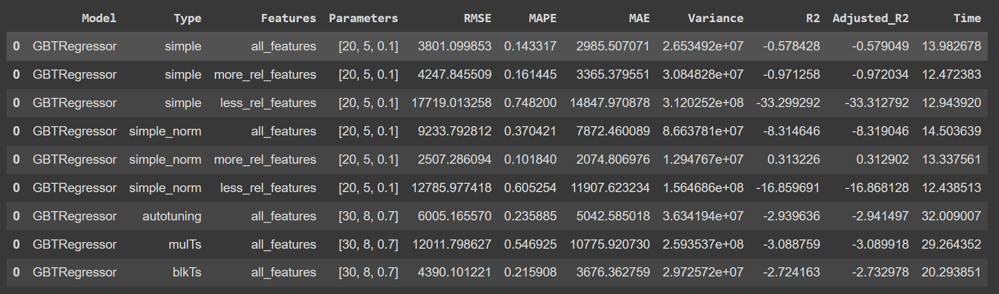 Model Type Features Parameters RMSE MAPE MAE Variance R2 Adjusted_R2 Time
0 GBTRegressor simple all_features [20, 5, 0.1] 3801.099853 0.143317 2985.507071 2.653492e+07 -0.578428 -0.579049 13.982678
0 GBTRegressor simple more_rel_features [20, 5, 0.1] 4247.845509 0.161445 3365.379551 3.084828e+07 -0.971258 -0.972034 12.472383
0 GBTRegressor simple less_rel_features [20, 5, 0.1] 17719.013258 0.748200 14847.970878 3.120252e+08 -33.299292 -33.312792 12.943920
0 GBTRegressor simple_norm all_features [20, 5, 0.1] 9233.792812 0.370421 7872.460089 8.663781e+07 -8.314646 -8.319046 14.503639
0 GBTRegressor simple_norm more_rel_features [20, 5, 0.1] 2507.286094 0.101840 2074.806976 1.294767e+07 0.313226 0.312902 13.337561
0 GBTRegressor simple_norm less_rel_features [20, 5, 0.1] 12785.977418 0.605254 11907.623234 1.564686e+08 -16.859691 -16.868128 12.438513
0 GBTRegressor autotuning all_features [30, 8, 0.7] 6005.165570 0.235885 5042.585018 3.634194e+07 -2.939636 -2.941497 32.009007
0 GBTRegressor mulTs all_features [30, 8, 0.7] 12011.798627 0.546925 10775.920730 2.593537e+08 -3.088759 -3.089918 29.264352
0 GBTRegressor blkTs all_features [30, 8, 0.7] 4390.101221 0.215908 3676.362759 2.972572e+07 -2.724163 -2.732978 20.293851